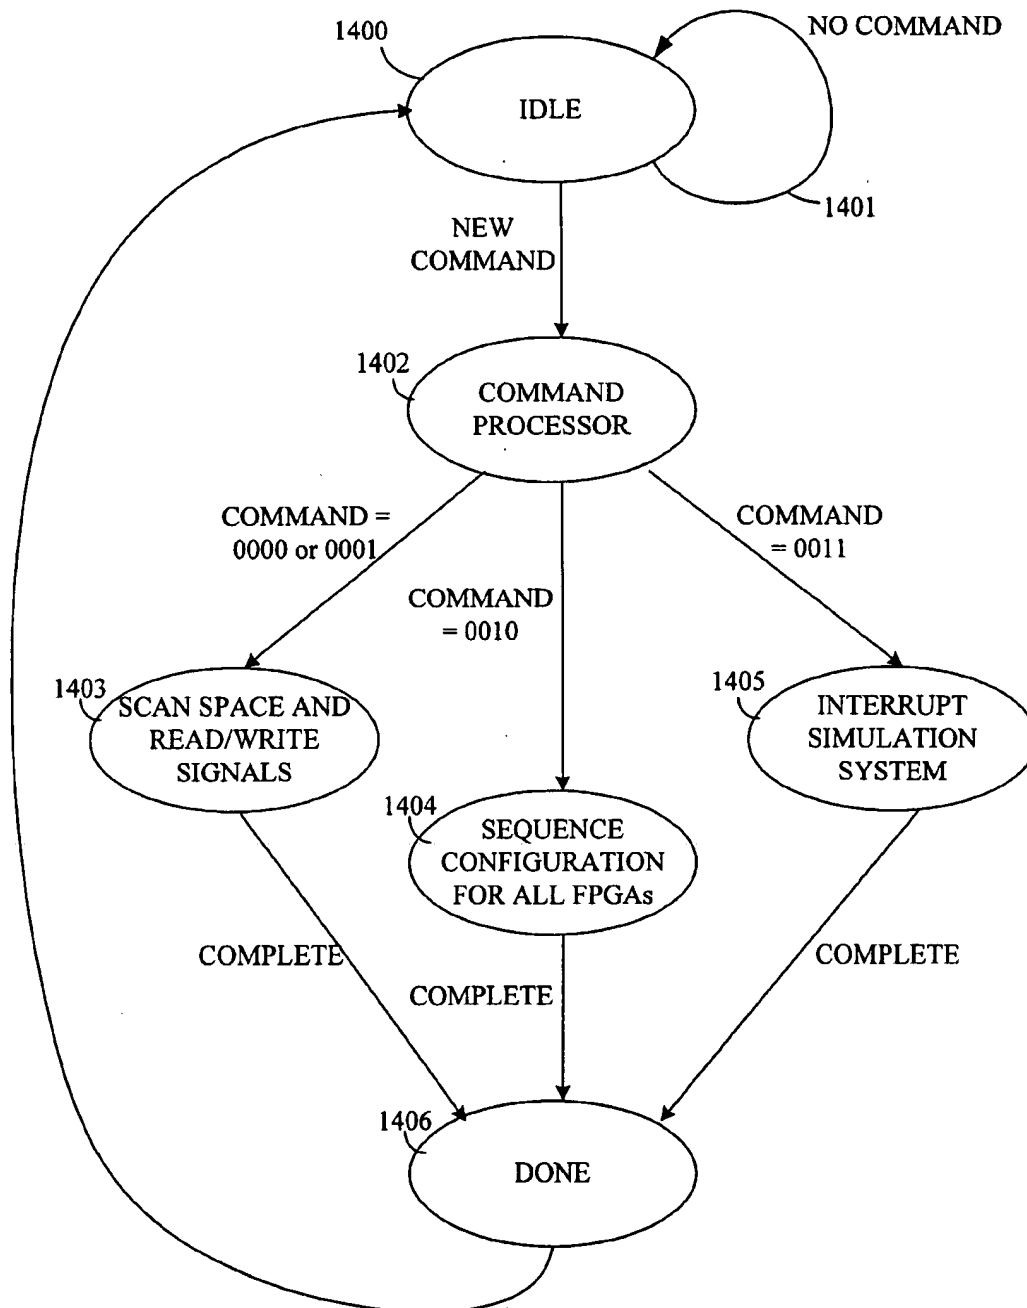 1400
NO COMMAND
IDLE
1401
NEW
COMMAND
1402
COMMAND
PROCESSOR
COMMAND =
0000 or 0001
COMMAND
= 0010
COMMAND
= 0011
1403
SCAN SPACE AND
READ/WRITE
SIGNALS
1404
SEQUENCE
CONFIGURATION
FOR ALL FPGAs
1405
INTERRUPT
SIMULATION
SYSTEM
COMPLETE
COMPLETE
COMPLETE
1406
DONE